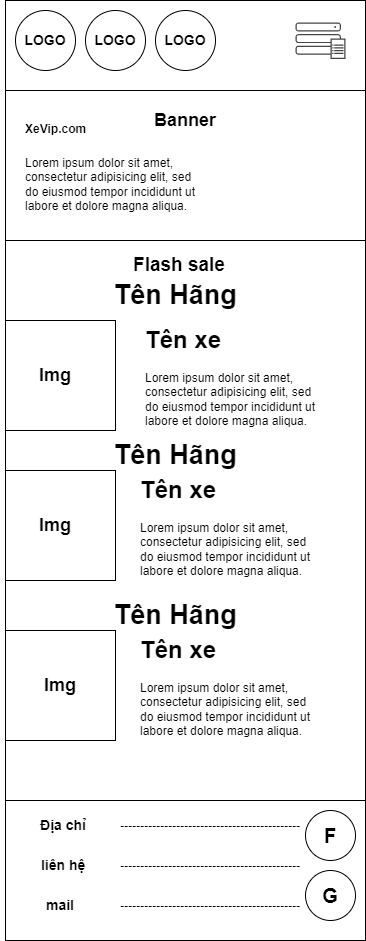 LOGO LOGO LOGO
Banner
XeVip.com
Lorem ipsum dolor sit amet,
consectetur adipisicing elit, sed
do eiusmod tempor incididunt ut
labore et dolore magna aliqua.
Flash sale
Tên Hãng
Img
Tên xe
Lorem ipsum dolor sit amet,
consectetur adipisicing elit, sed
do eiusmod tempor incididunt ut
labore et dolore magna aliqua.
Tên Hãng
Img
Tên xe
Lorem ipsum dolor sit amet,
consectetur adipisicing elit, sed
do eiusmod tempor incididunt ut
labore et dolore magna aliqua.
Tên Hãng
Img
Tên xe
Lorem ipsum dolor sit amet,
consectetur adipisicing elit, sed
do eiusmod tempor incididunt ut
labore et dolore magna aliqua.
Địa chỉ ---------------------------------------------
F
liên hệ ---------------------------------------------
G
mail ---------------------------------------------